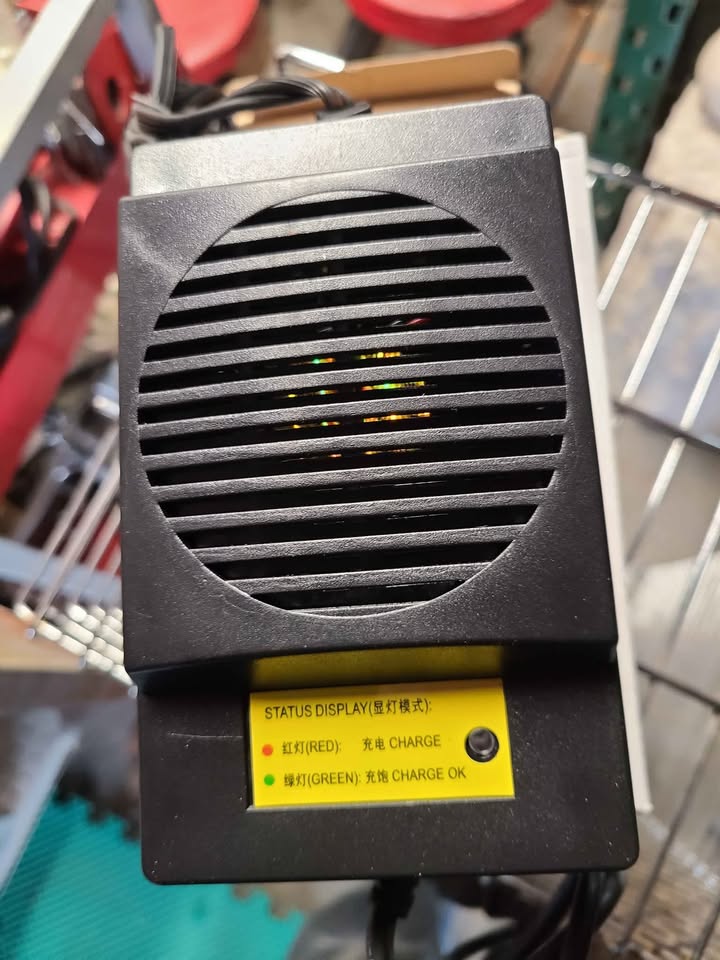 STATUS DISPLAY(显灯模式):
红灯(RED): 充电 CHARGE
绿灯(GREEN): 充饱 CHARGE OK